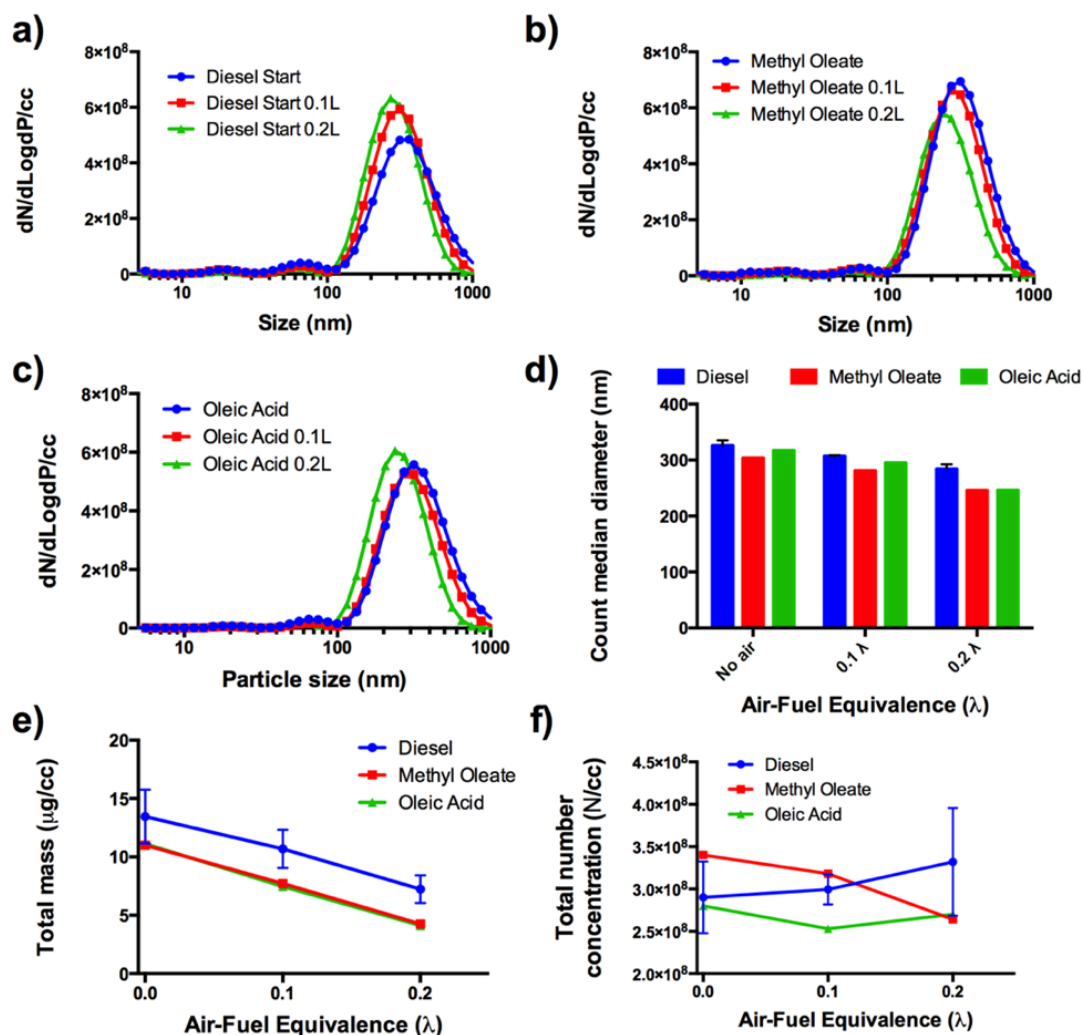 a)
8×10⁸
6×10⁸
4×10⁸
2×10⁸
0
dN/dLogdP/cc
Diesel Start
Diesel Start 0.1L
Diesel Start 0.2L
10
100
1000
Size (nm)
b)
8×10⁸
6×10⁸
4×10⁸
2×10⁸
0
dN/dLogdP/cc
Methyl Oleate
Methyl Oleate 0.1L
Methyl Oleate 0.2L
10
100
1000
Size (nm)
c)
8×10⁸
6×10⁸
4×10⁸
2×10⁸
0
dN/dLogdP/cc
Oleic Acid
Oleic Acid 0.1L
Oleic Acid 0.2L
10
100
1000
Particle size (nm)
d)
Diesel
Methyl Oleate
Oleic Acid
400
300
200
100
0
Count median diameter (nm)
No air
0.1 λ
0.2 λ
Air-Fuel Equivalence (λ)
e)
20
15
10
5
0
Total mass (μg/cc)
Diesel
Methyl Oleate
Oleic Acid
0.0
0.1
0.2
Air-Fuel Equivalence (λ)
f)
4.5×10⁸
4.0×10⁸
3.5×10⁸
3.0×10⁸
2.5×10⁸
2.0×10⁸
Total number
concentration (N/cc)
Diesel
Methyl Oleate
Oleic Acid
0.0
0.1
0.2
Air-Fuel Equivalence (λ)